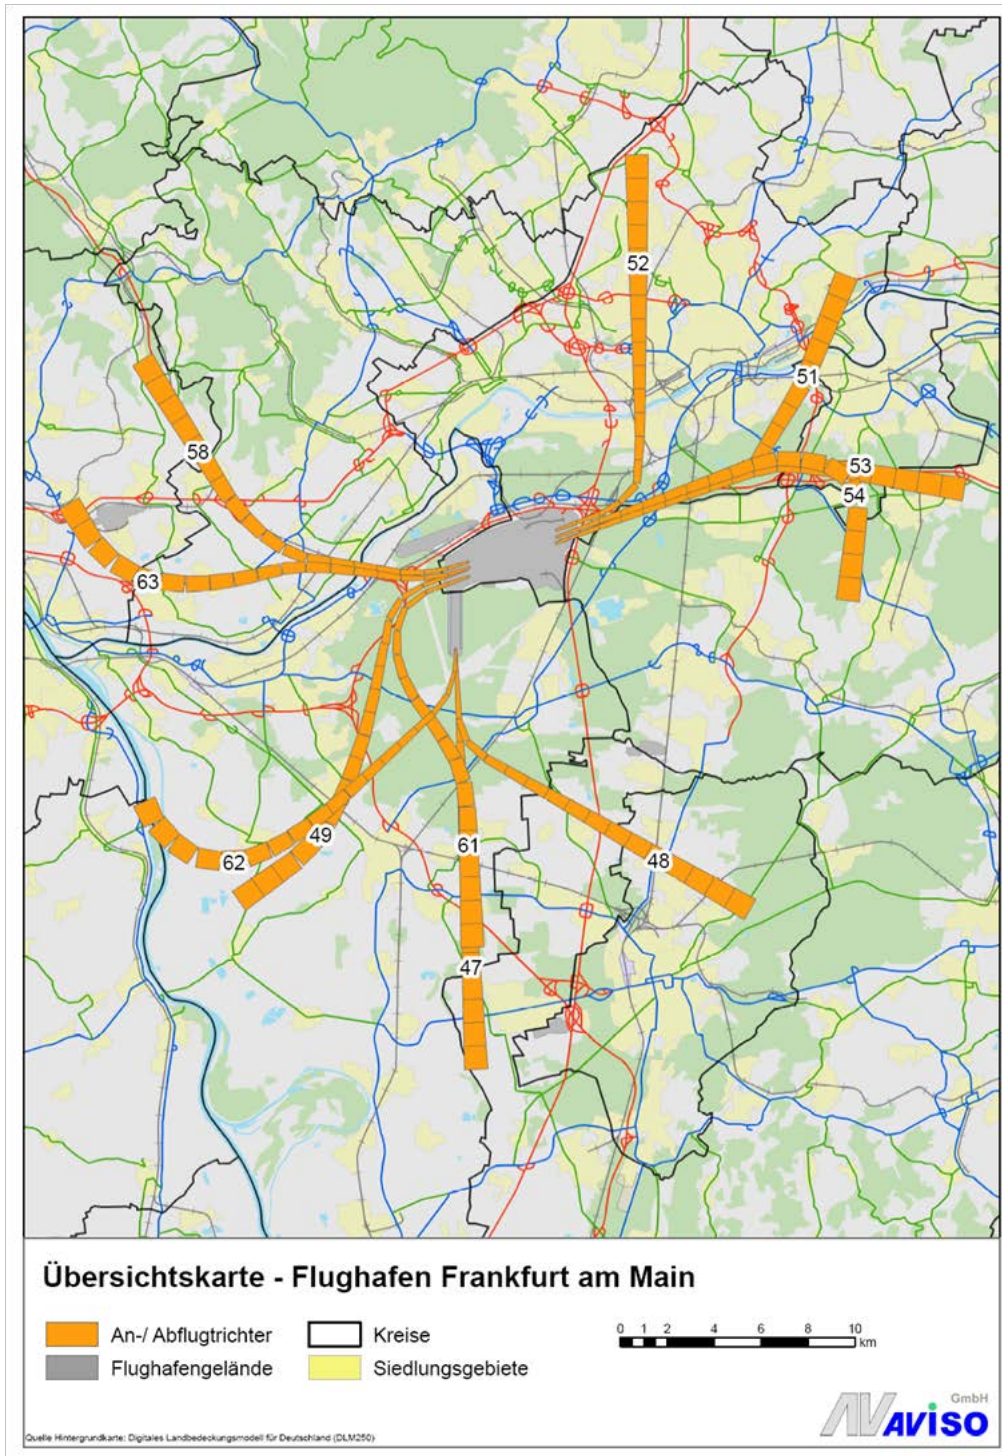 52
51
58
53
54
63
49
61
62
48
47
Übersichtskarte - Flughafen Frankfurt am Main
An-/ Abflugtrichter
Kreise
0 1 2 4 6 8 10
km
Flughafengelände
Siedlungsgebiete
GmbH
AVISO
Quelle Hintergrundkarte: Digitales Landbedeckungsmodell für Deutschland (DLM250)